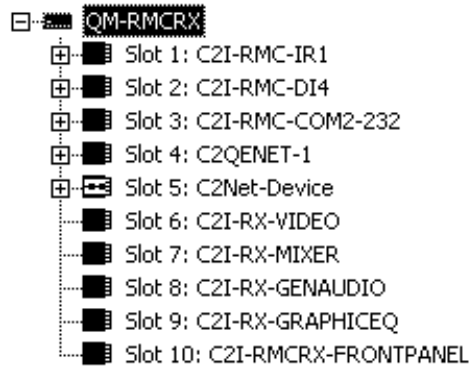 QM-RMCRX
Slot 1: C2I-RMC-IR1
Slot 2: C2I-RMC-DI4
Slot 3: C2I-RMC-COM2-232
Slot 4: C2QENET-1
Slot 5: C2Net-Device
Slot 6: C2I-RX-VIDEO
Slot 7: C2I-RX-MIXER
Slot 8: C2I-RX-GENAUDIO
Slot 9: C2I-RX-GRAPHICEQ
Slot 10: C2I-RMCRX-FRONTPANEL